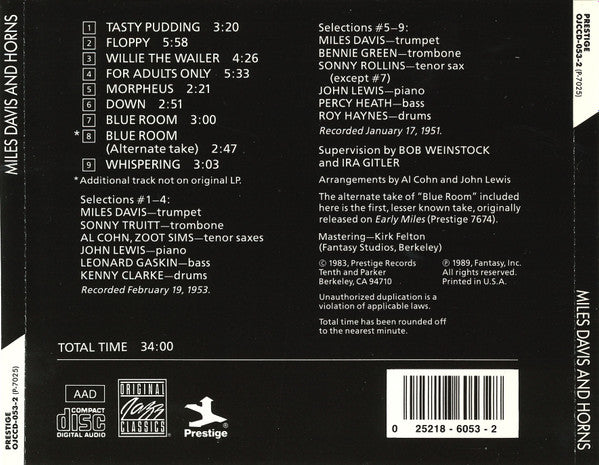 MILES DAVIS AND HORNS
PRESTIGE
OJCCD-053-2 (P-7025)
1 TASTY PUDDING 3:20
2 FLOPPY 5:58
3 WILLIE THE WAILER 4:26
4 FOR ADULTS ONLY 5:33
5 MORPHEUS 2:21
6 DOWN 2:51
7 BLUE ROOM 3:00
* 8 BLUE ROOM
(Alternate take) 2:47
9 WHISPERING 3:03
*Additional track not on original LP.
Selections #1–4:
MILES DAVIS—trumpet
SONNY TRUITT—trombone
AL COHN, ZOOT SIMS—tenor saxes
JOHN LEWIS—piano
LEONARD GASKIN—bass
KENNY CLARKE—drums
Recorded February 19, 1953.
TOTAL TIME 34:00
AAD
COMPACT
disc
DIGITAL AUDIO
ORIGINAL
Jazz
CLASSICS
Prestige
Selections #5–9:
MILES DAVIS—trumpet
BENNIE GREEN—trombone
SONNY ROLLINS—tenor sax
(except #7)
JOHN LEWIS—piano
PERCY HEATH—bass
ROY HAYNES—drums
Recorded January 17, 1951.
Supervision by BOB WEINSTOCK
and IRA GITLER
Arrangements by Al Cohn and John Lewis
The alternate take of "Blue Room" included
here is the first, lesser known take, originally
released on Early Miles (Prestige 7674).
Mastering—Kirk Felton
(Fantasy Studios, Berkeley)
© 1983, Prestige Records
Tenth and Parker
Berkeley, CA 94710
℗ 1989, Fantasy, Inc.
All rights reserved.
Printed in U.S.A.
Unauthorized duplication is a
violation of applicable laws.
Total time has been rounded off
to the nearest minute.
0 25218-6053-2
PRESTIGE
OJCCD-053-2 (P-7025)
MILES DAVIS AND HORNS